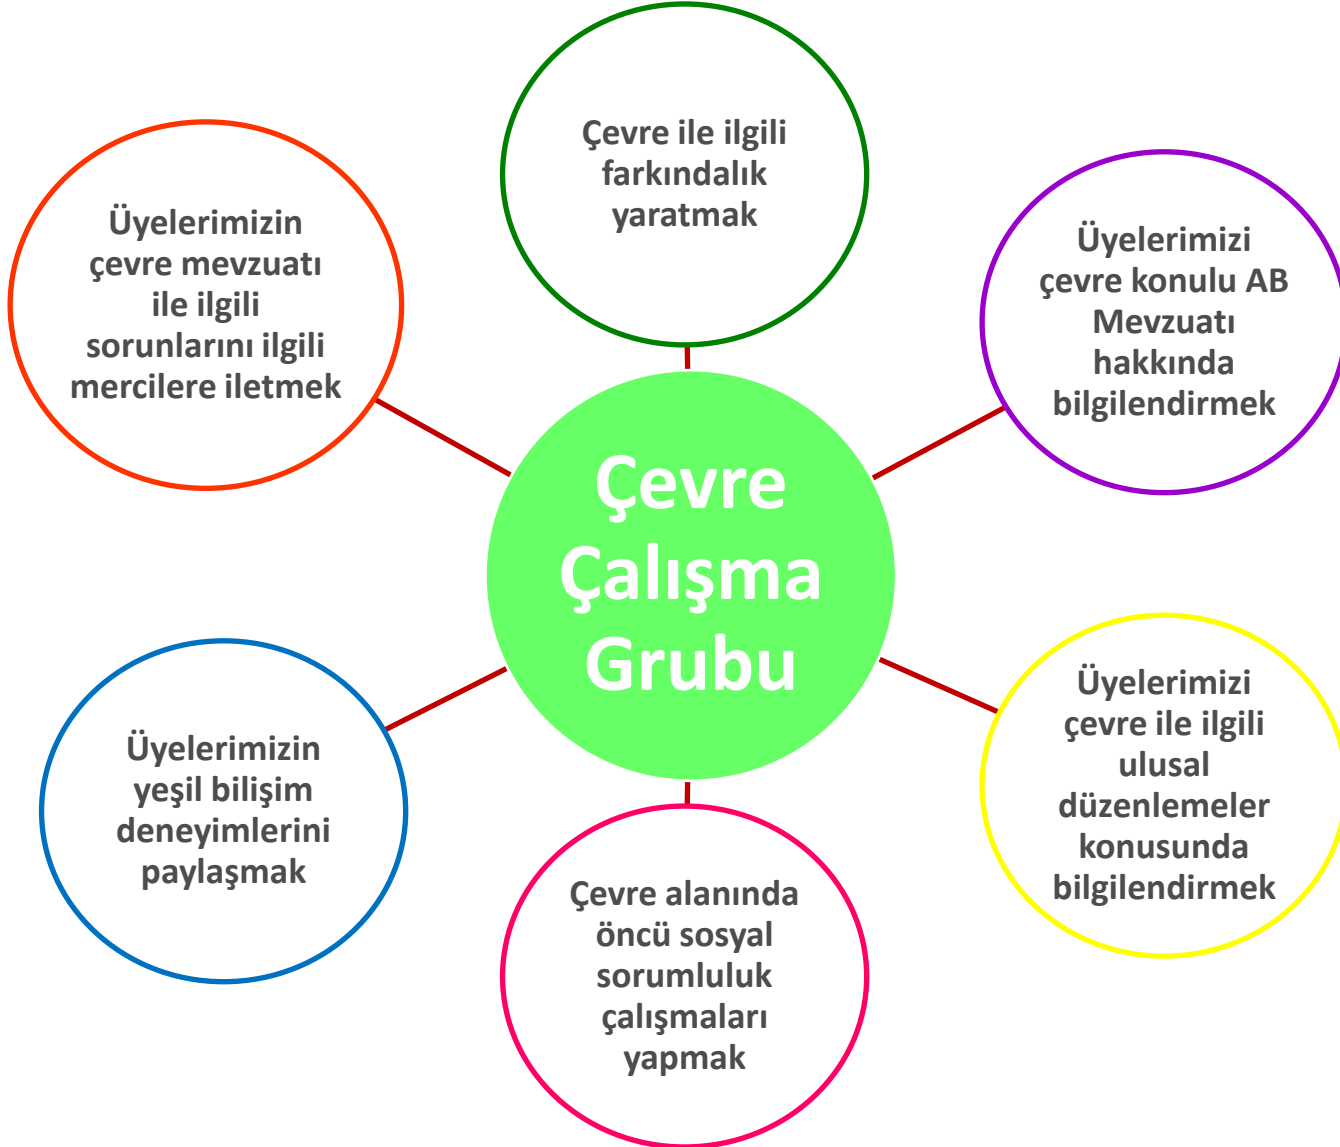 Çevre ile ilgili
farkındalık
yaratmak
Üyelerimizin
çevre mevzuatı
ile ilgili
sorunlarını ilgili
mercilere iletmek
Üyelerimizi
çevre konulu AB
Mevzuatı
hakkında
bilgilendirmek
Çevre
Çalışma
Grubu
Üyelerimizin
yeşil bilişim
deneyimlerini
paylaşmak
Üyelerimizi
çevre ile ilgili
ulusal
düzenlemeler
konusunda
bilgilendirmek
Çevre alanında
öncü sosyal
sorumluluk
çalışmaları
yapmak